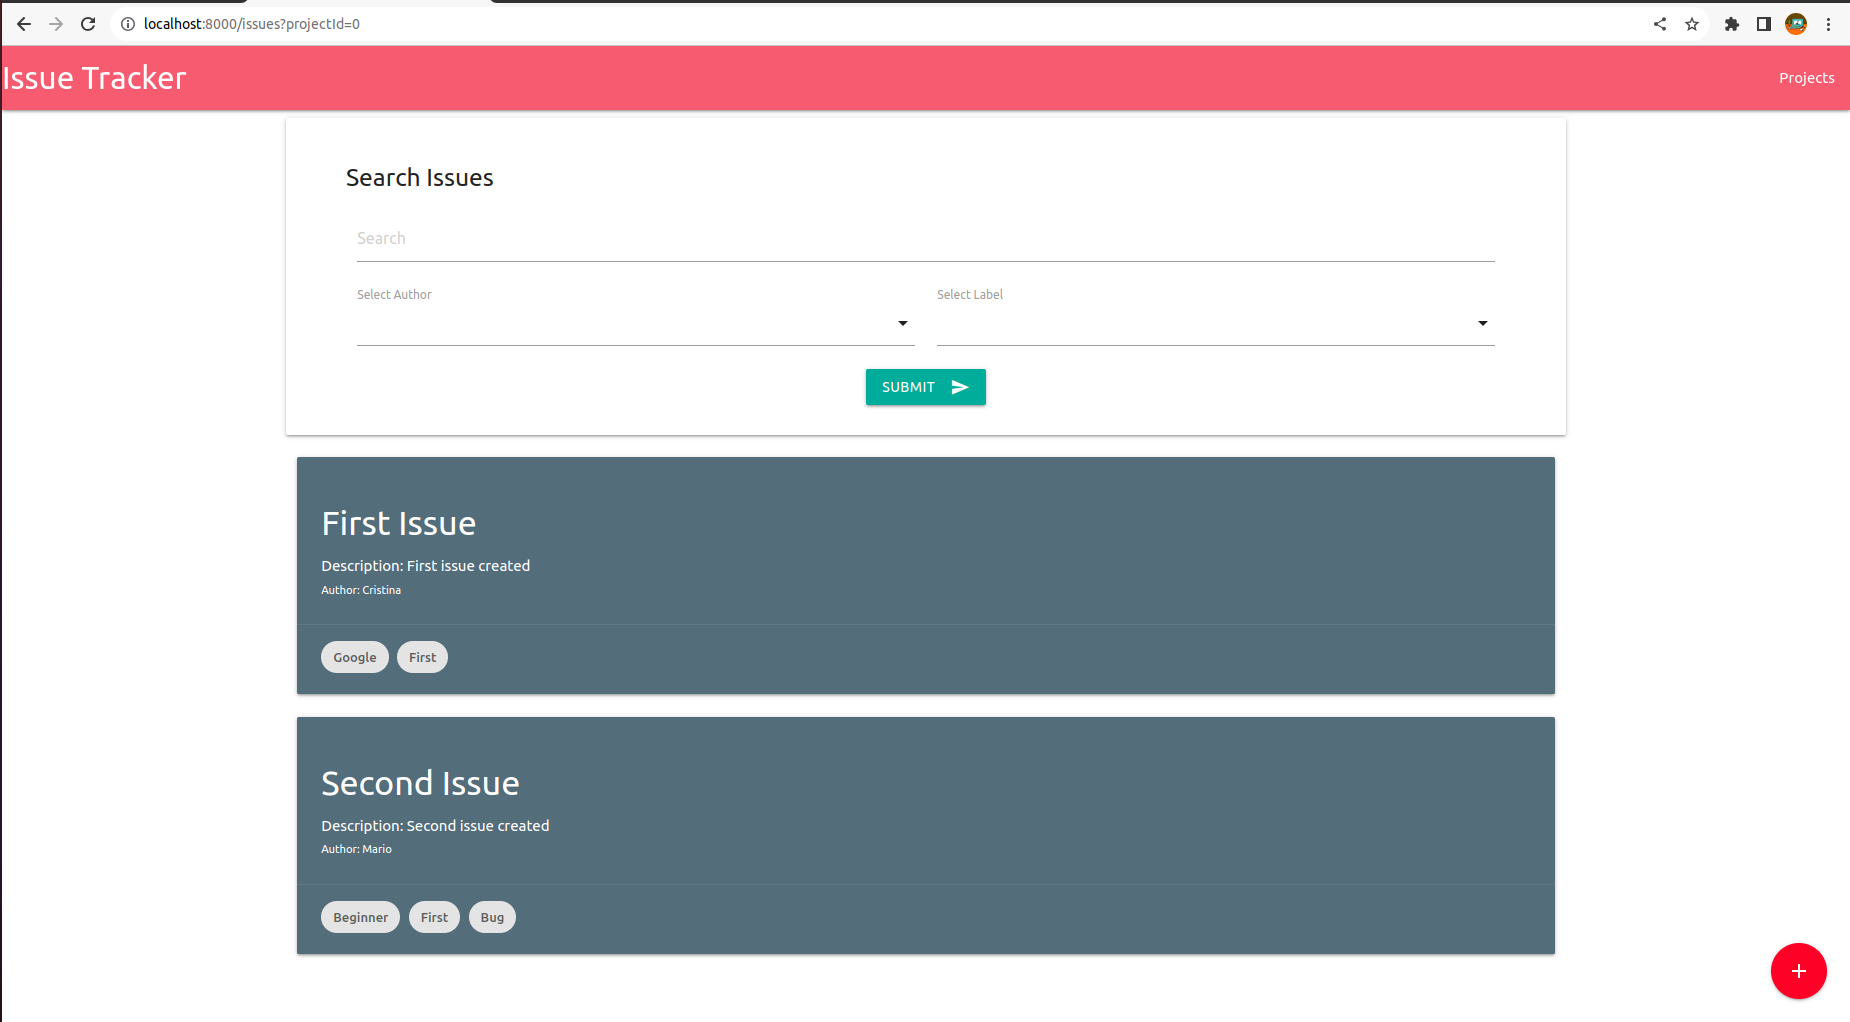 localhost:8000/issues?projectId=0
Issue Tracker
Projects
Search Issues
Search
Select Author
Select Label
SUBMIT
First Issue
Description: First issue created
Author: Cristina
Google First
Second Issue
Description: Second issue created
Author: Mario
Beginner First Bug